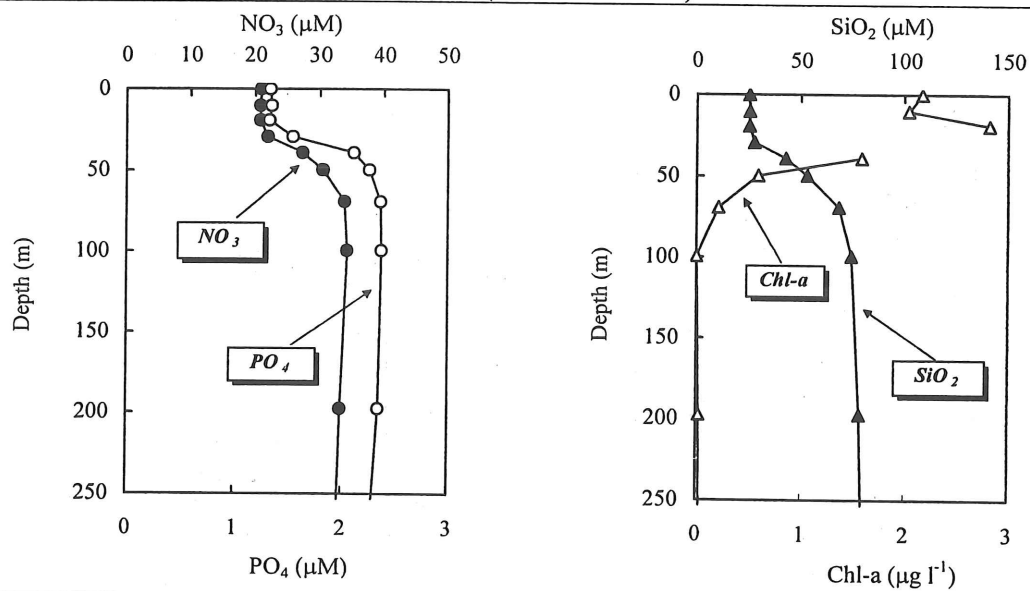 NO3 (μM)
0 10 20 30 40 50
0
50
100
150
200
250
Depth (m)
NO3
PO4
0 1 2 3
PO4 (μM)
SiO2 (μM)
0 50 100 150
0
50
100
150
200
250
Depth (m)
Chl-a
SiO2
0 1 2 3
Chl-a (μg l⁻¹)